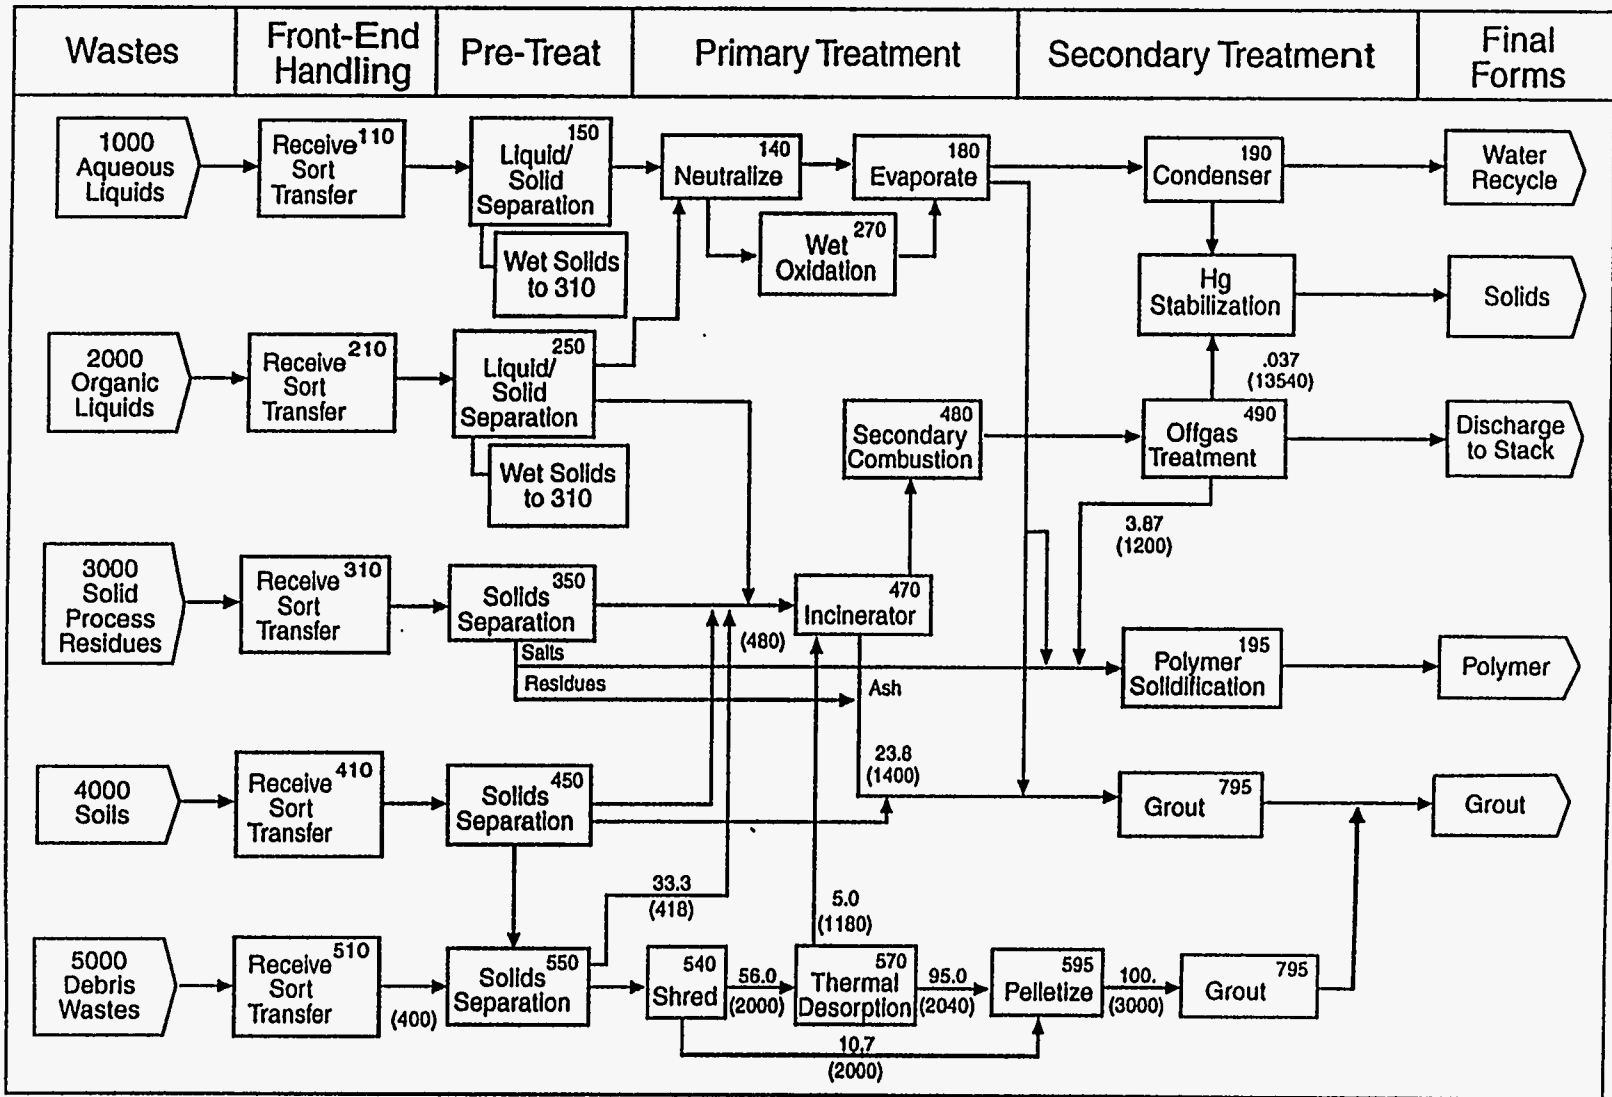 Wastes
Front-End
Handling
Pre-Treat
Primary Treatment
Secondary Treatment
Final
Forms
1000
Aqueous
Liquids
110
Receive
Sort
Transfer
150
Liquid/
Solid
Separation
Wet Solids
to 310
140
Neutralize
180
Evaporate
270
Wet
Oxidation
190
Condenser
Water
Recycle
Hg
Stabilization
Solids
2000
Organic
Liquids
210
Receive
Sort
Transfer
250
Liquid/
Solid
Separation
Wet Solids
to 310
480
Secondary
Combustion
.037
(13540)
490
Offgas
Treatment
Discharge
to Stack
3.87
(1200)
3000
Solid
Process
Residues
310
Receive
Sort
Transfer
350
Solids
Separation
Salts
Residues
(480)
470
Incinerator
Ash
195
Polymer
Solidification
Polymer
4000
Soils
410
Receive
Sort
Transfer
450
Solids
Separation
23.8
(1400)
795
Grout
Grout
33.3
(418)
5.0
(1180)
5000
Debris
Wastes
510
Receive
Sort
Transfer
(400)
550
Solids
Separation
540
Shred
56.0
(2000)
570
Thermal
Desorption
95.0
(2040)
595
Pelletize
100.
(3000)
795
Grout
10.7
(2000)